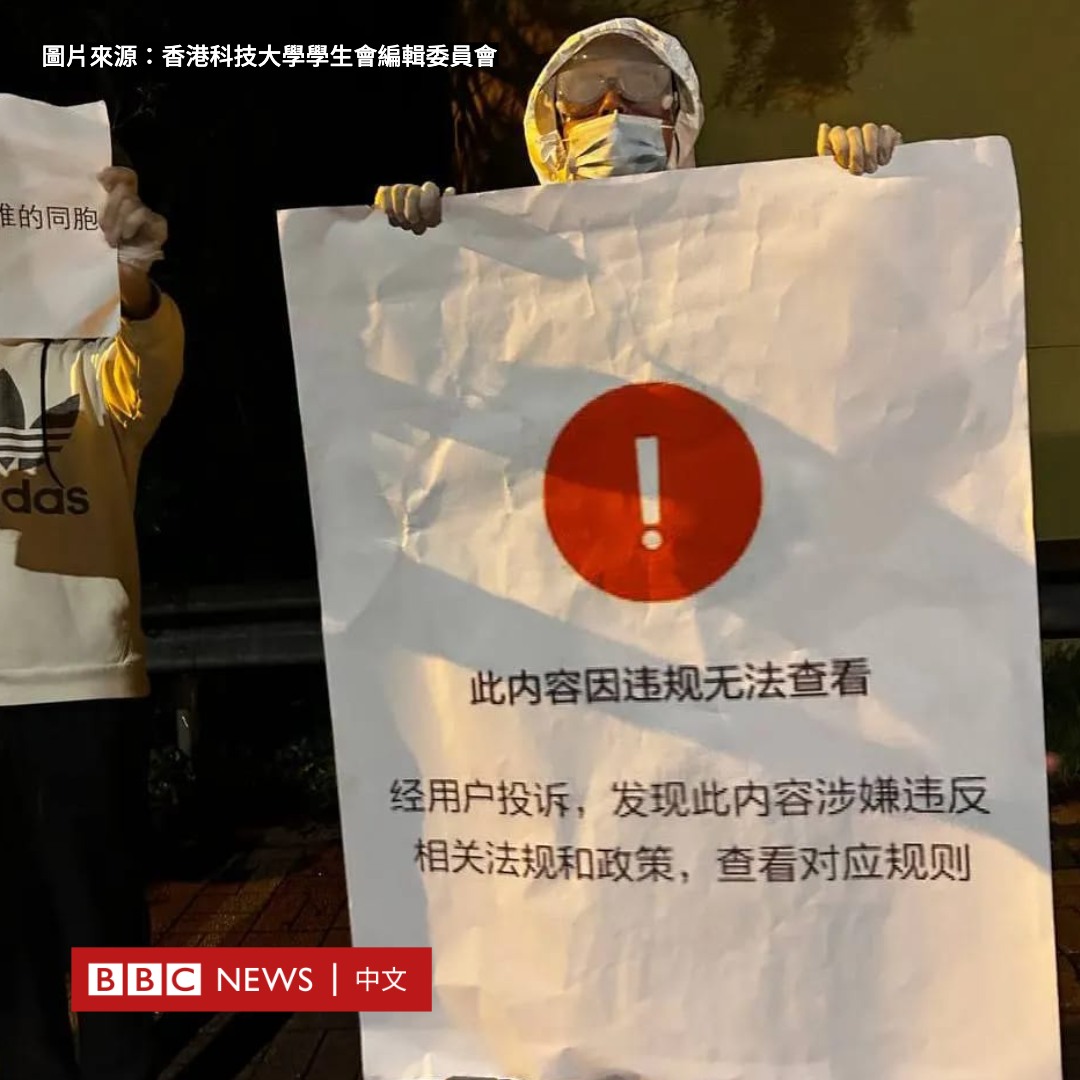 圖片來源：香港科技大學學生會編輯委員會
的同胞
das
此内容因违规无法查看
经用户投诉，发现此内容涉嫌违反
相关法规和政策，查看对应规则
BBC NEWS | 中文